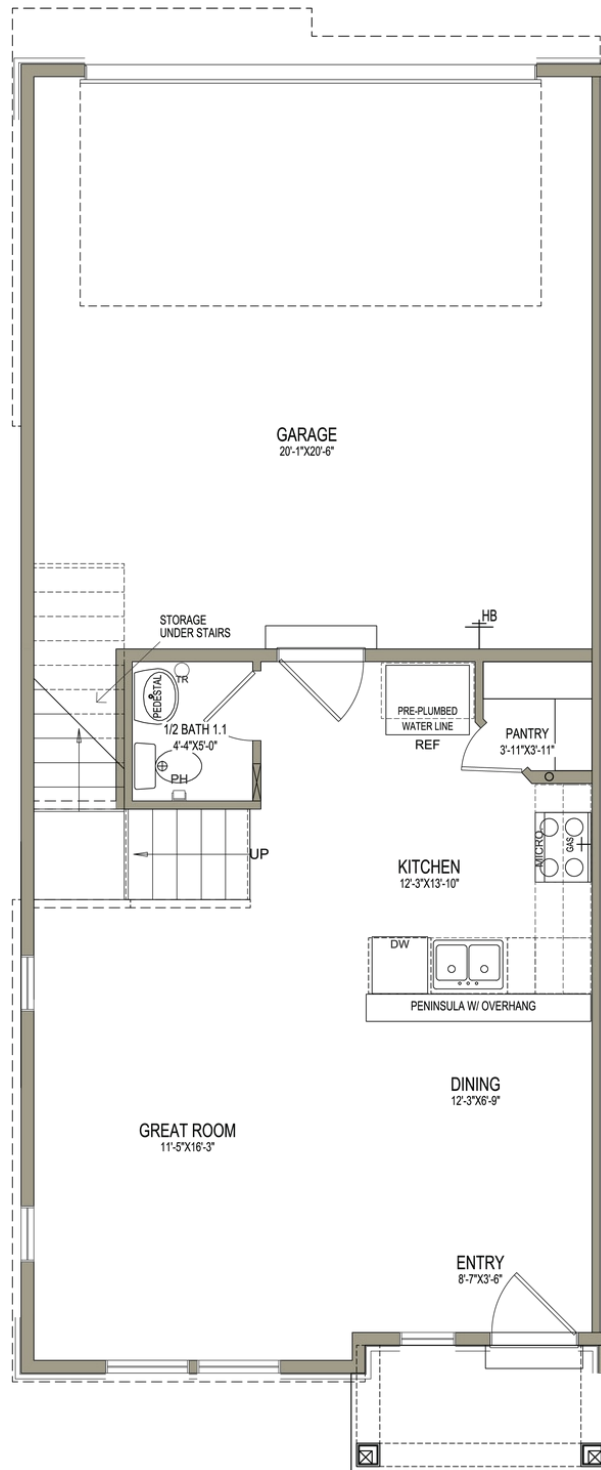 GARAGE
20'-1"X20'-6"
STORAGE
UNDER STAIRS
HB
TR
PEDESTAL
1/2 BATH 1.1
4'-4"X5'-0"
PH
PRE-PLUMBED
WATER LINE
REF
PANTRY
3'-11"X3'-11"
MICRO
GAS
UP
KITCHEN
12'-3"X13'-10"
DW
PENINSULA W/ OVERHANG
DINING
12'-3"X6'-9"
GREAT ROOM
11'-5"X16'-3"
ENTRY
8'-7"X3'-6"